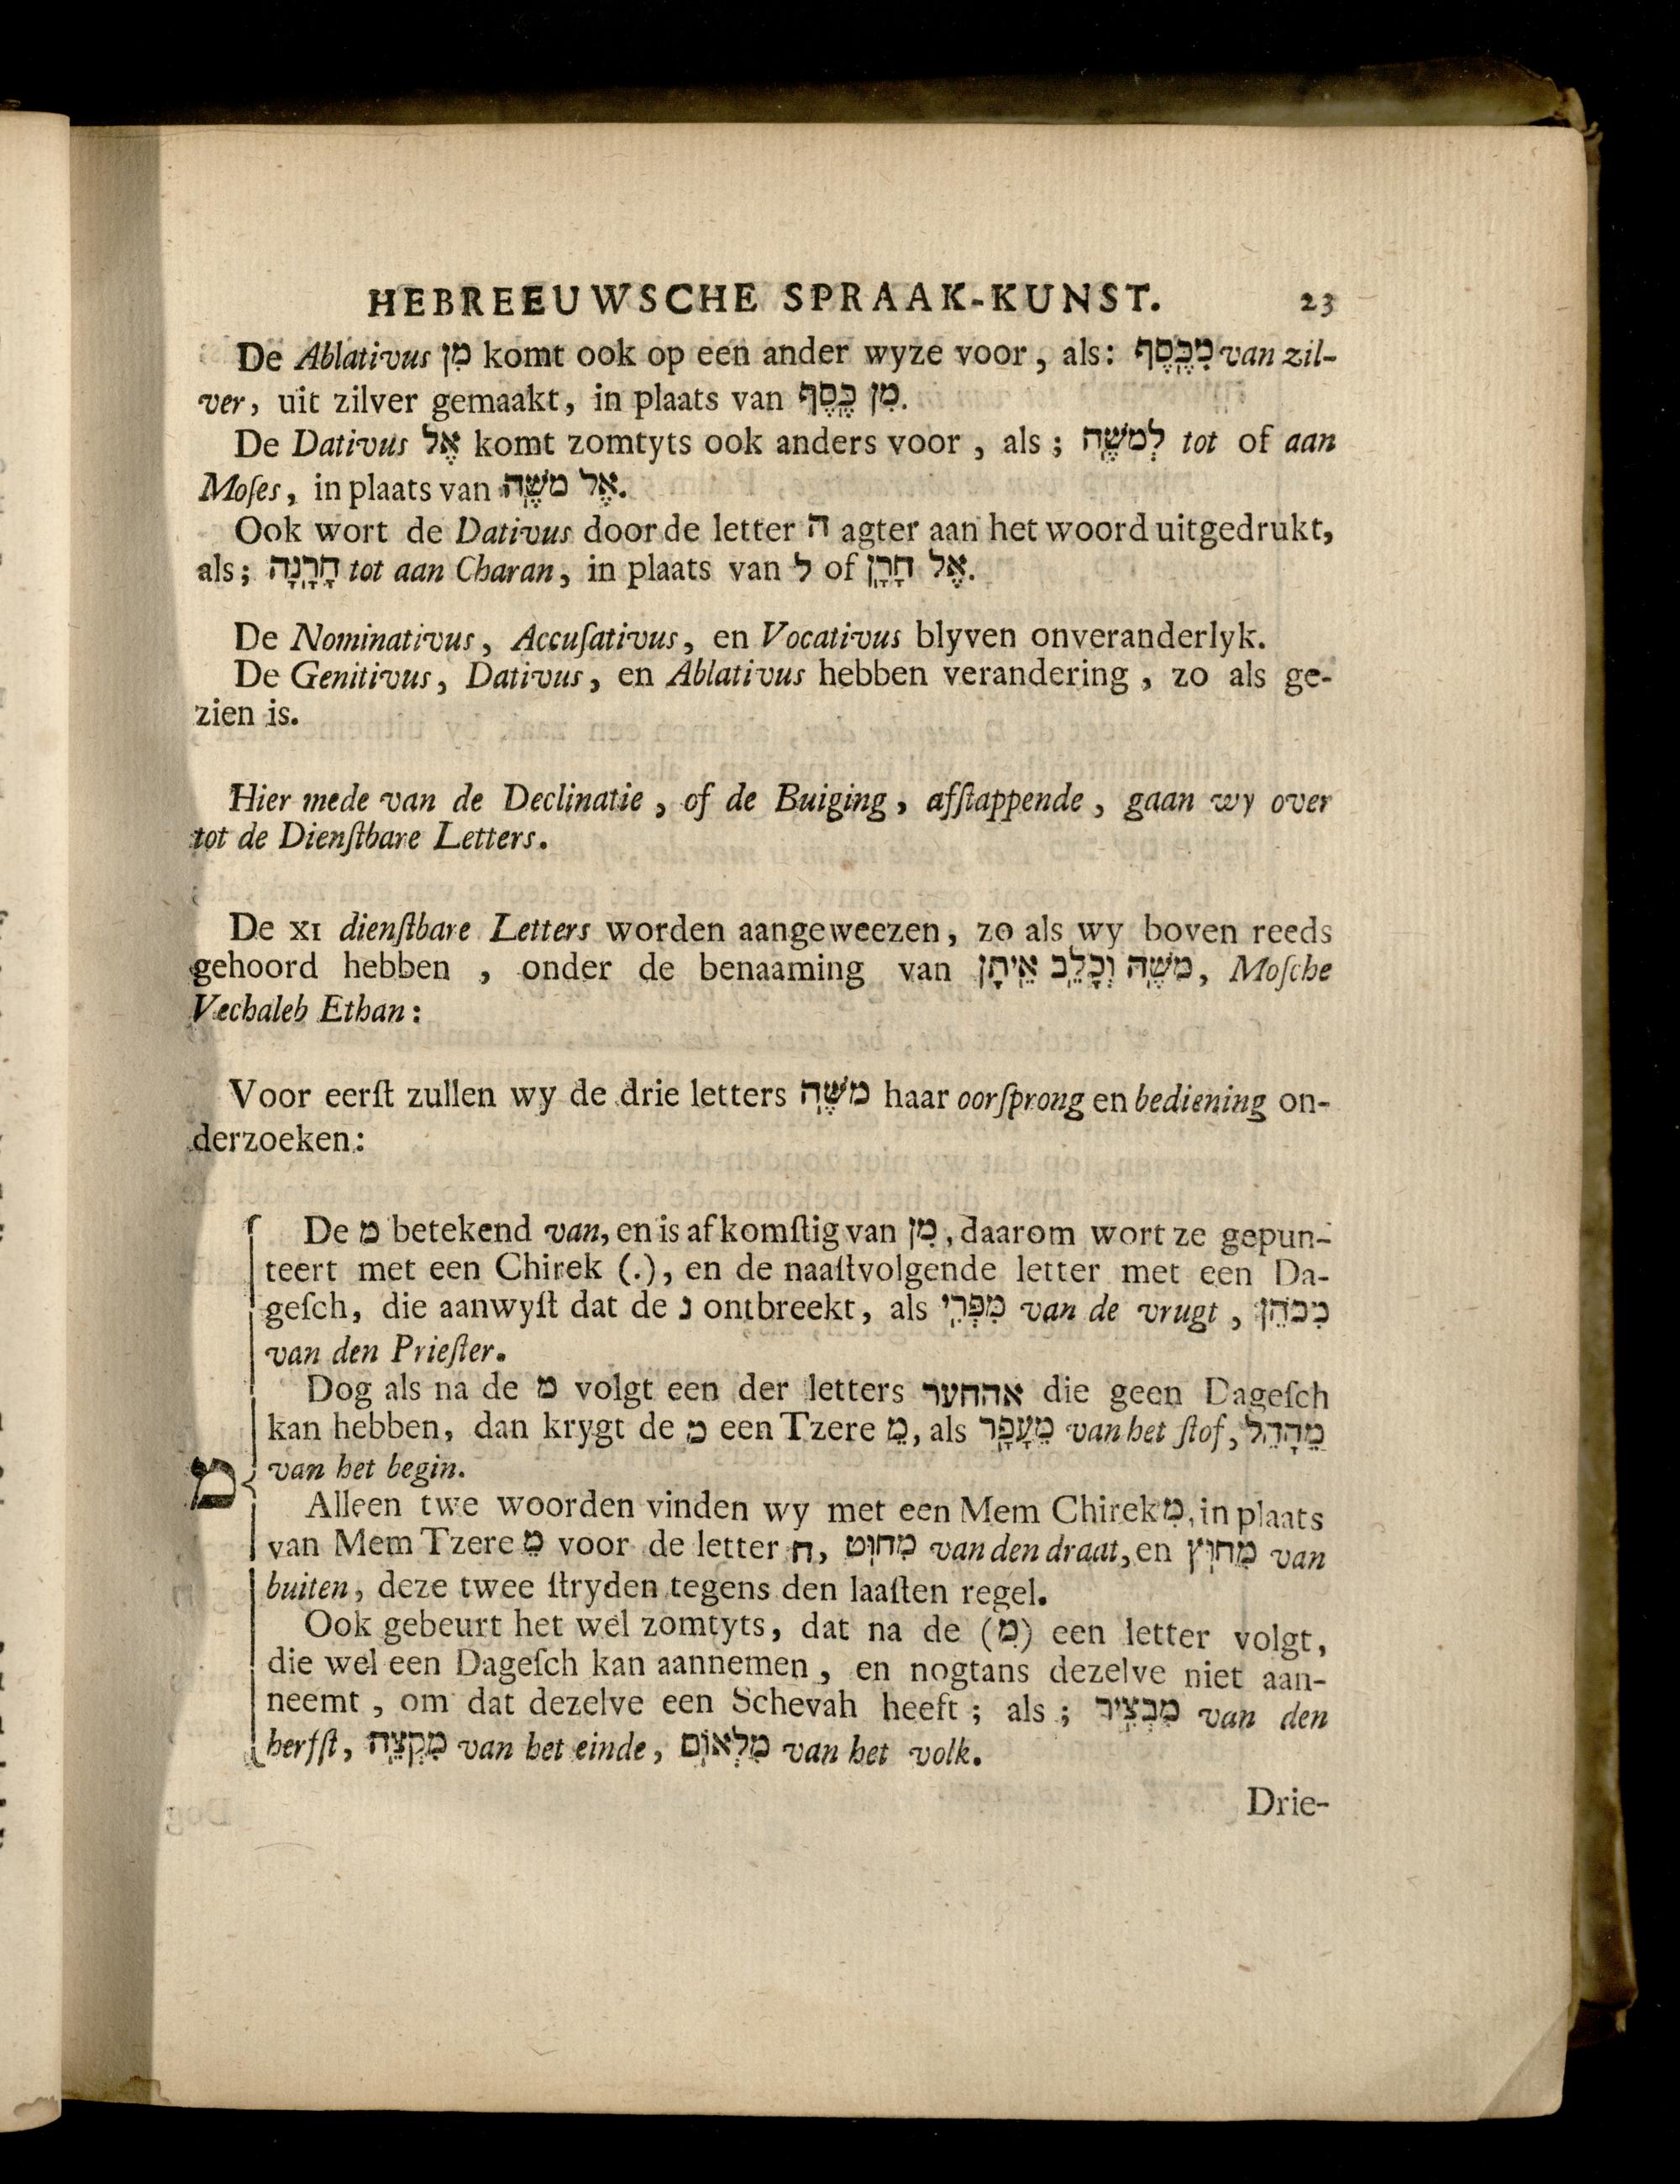 HEBREEUWSCHE SPRAAK-KUNST. 23
De Ablativus מִן komt ook op een ander wyze voor, als: מִכֶּסֶף van zil-
ver, uit zilver gemaakt, in plaats van מִן כֶּסֶף.
De Dativus אֶל komt zomtyts ook anders voor, als; לְמֹשֶׁה tot of aan
Moſes, in plaats van אֶל מֹשֶׁה.
Ook wort de Dativus door de letter ה agter aan het woord uitgedrukt,
als; חָרָנָה tot aan Charan, in plaats van ל of אֶל חָרָן.
De Nominativus, Accuſativus, en Vocativus blyven onveranderlyk.
De Genitivus, Dativus, en Ablativus hebben verandering, zo als ge-
zien is.
Hier mede van de Declinatie, of de Buiging, afſtappende, gaan wy over
tot de Dienſtbare Letters.
De XI dienſtbare Letters worden aangeweezen, zo als wy boven reeds
gehoord hebben, onder de benaaming van מֹשֶׁה וְכָלֵב אֵיתָן, Moſche
Vechaleb Ethan:
Voor eerſt zullen wy de drie letters מֹשֶׁה haar oorſprong en bediening on-
derzoeken:
De מ betekend van, en is afkomſtig van מִן, daarom wort ze gepun-
teert met een Chirek (.), en de naaſtvolgende letter met een Da-
geſch, die aanwyſt dat de נ ontbreekt, als מִפְּרִי van de vrugt, מִכֹּהֵן
van den Prieſter.
Dog als na de מ volgt een der letters אהחער die geen Dageſch
kan hebben, dan krygt de מ een Tzere מֵ, als מֵעָפָר van het ſtof, מֵהָהֵל
מ van het begin.
Alleen twe woorden vinden wy met een Mem Chirek מִ, in plaats
van Mem Tzere מֵ voor de letter ח, מִחוּט van den draat, en מִחוּץ van
buiten, deze twee ſtryden tegens den laaſten regel.
Ook gebeurt het wel zomtyts, dat na de (מִ) een letter volgt,
die wel een Dageſch kan aannemen, en nogtans dezelve niet aan-
neemt, om dat dezelve een Schevah heeft; als; מִבְצִיר van den
herfſt, מִקְצֵה van het einde, מִלְאוֹם van het volk.
Drie-